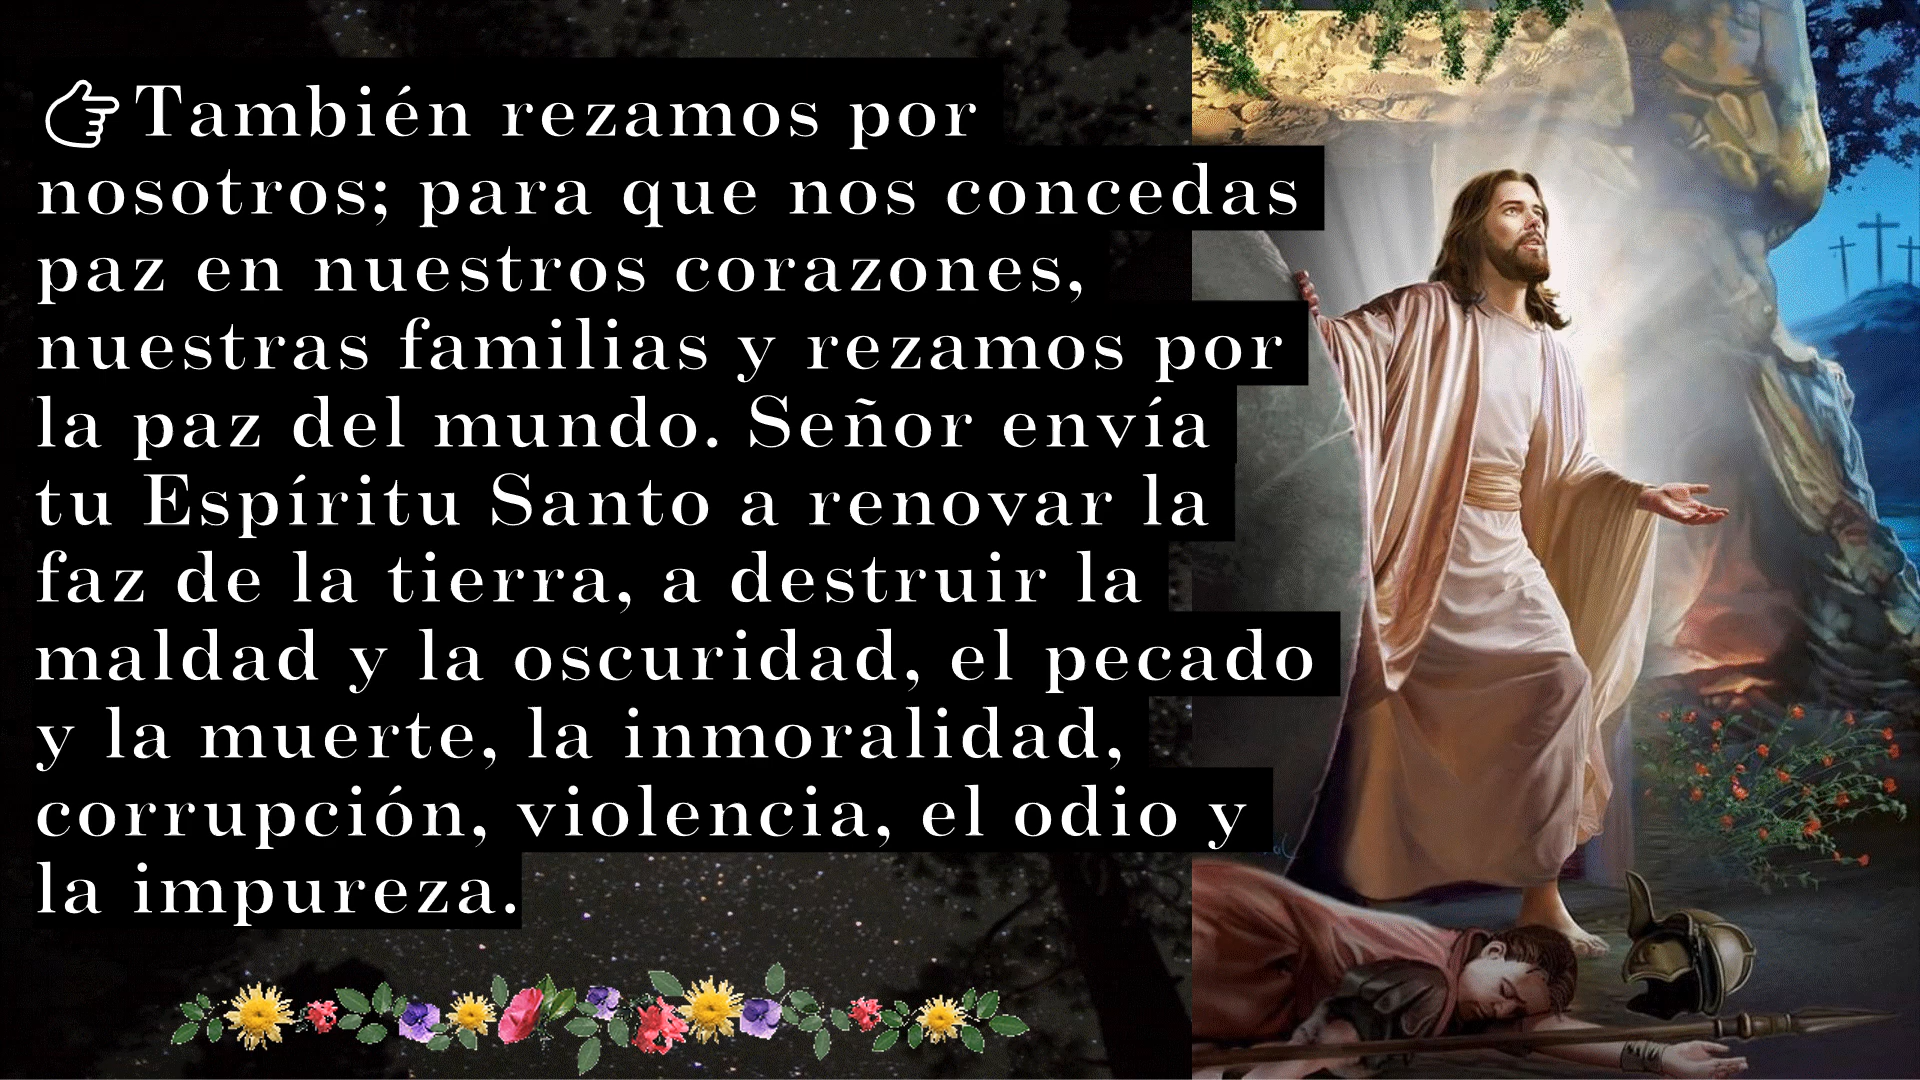 👉También rezamos por
nosotros; para que nos concedas
paz en nuestros corazones,
nuestras familias y rezamos por
la paz del mundo. Señor envía
tu Espíritu Santo a renovar la
faz de la tierra, a destruir la
maldad y la oscuridad, el pecado
y la muerte, la inmoralidad,
corrupción, violencia, el odio y
la impureza.